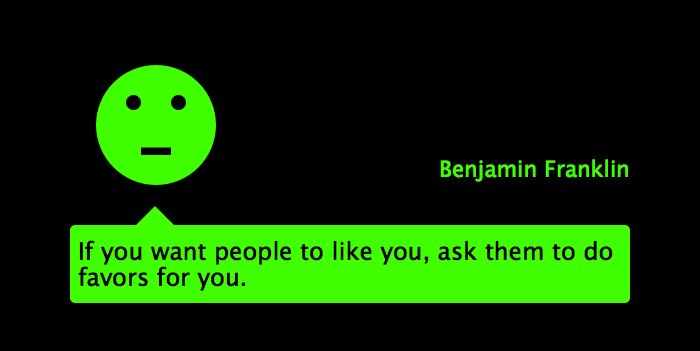 Benjamin Franklin
If you want people to like you, ask them to do
favors for you.